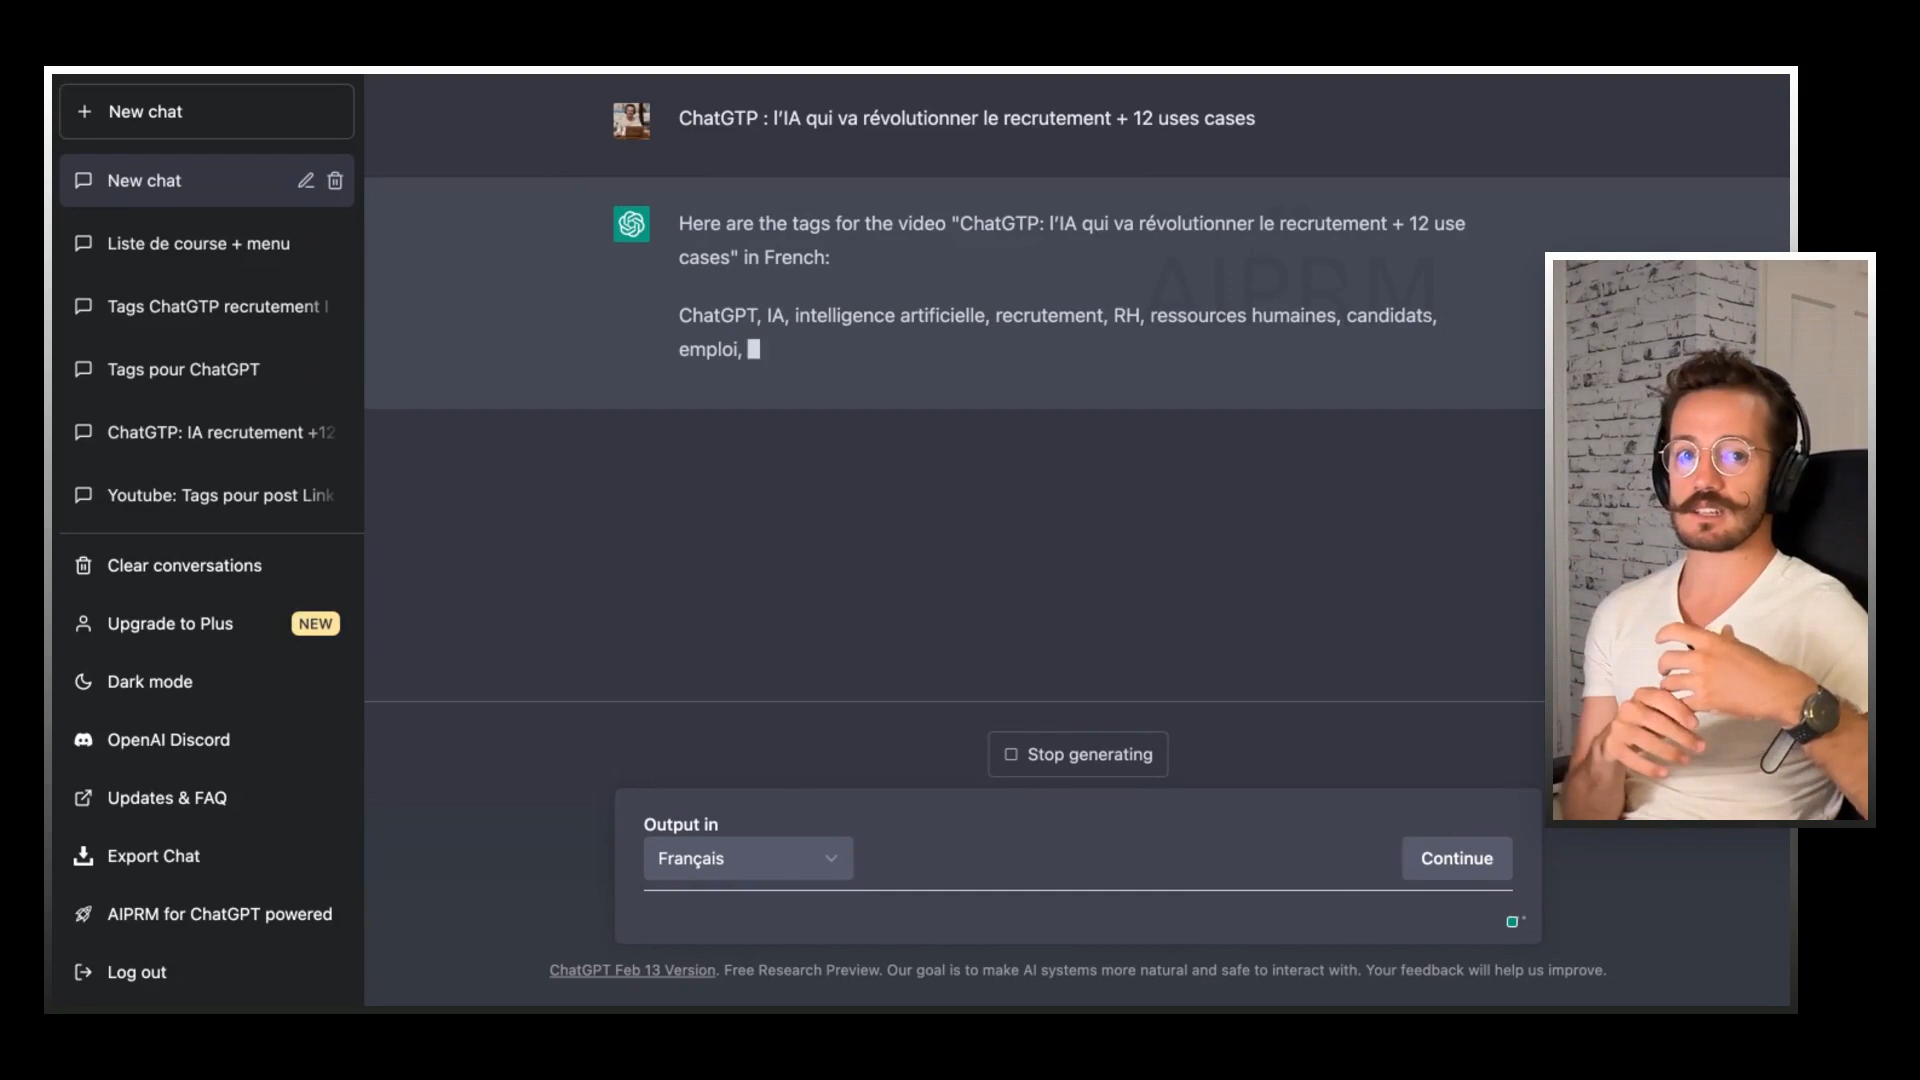 New chat
New chat
Liste de course + menu
Tags ChatGTP recrutement
Tags pour ChatGPT
ChatGTP: IA recrutement +12
Youtube: Tags pour post Link
Clear conversations
Upgrade to Plus NEW
Dark mode
OpenAI Discord
Updates & FAQ
Export Chat
AIPRM for ChatGPT powered
Log out
ChatGTP : l’IA qui va révolutionner le recrutement + 12 uses cases
Here are the tags for the video "ChatGTP: l’IA qui va révolutionner le recrutement + 12 use
cases" in French:
AIPRM
ChatGPT, IA, intelligence artificielle, recrutement, RH, ressources humaines, candidats,
emploi,
Stop generating
Output in
Français
Continue
ChatGPT Feb 13 Version. Free Research Preview. Our goal is to make AI systems more natural and safe to interact with. Your feedback will help us improve.